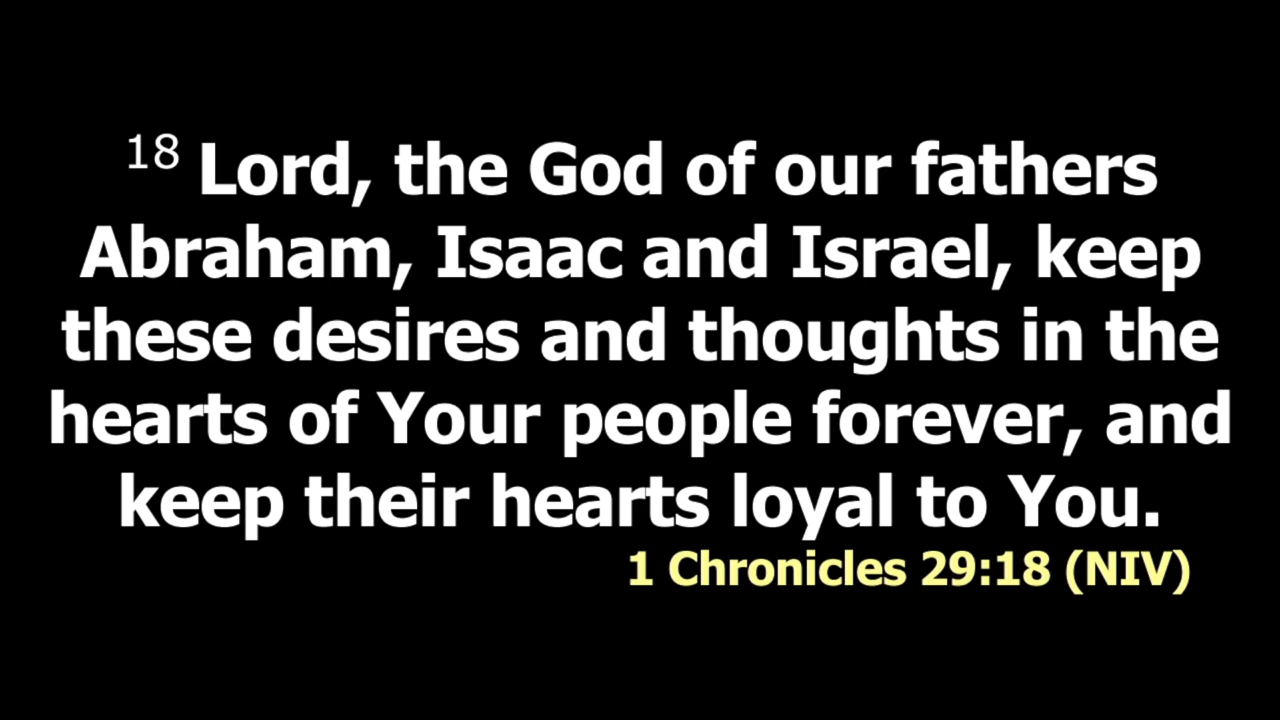 18 Lord, the God of our fathers
Abraham, Isaac and Israel, keep
these desires and thoughts in the
hearts of Your people forever, and
keep their hearts loyal to You.
1 Chronicles 29:18 (NIV)